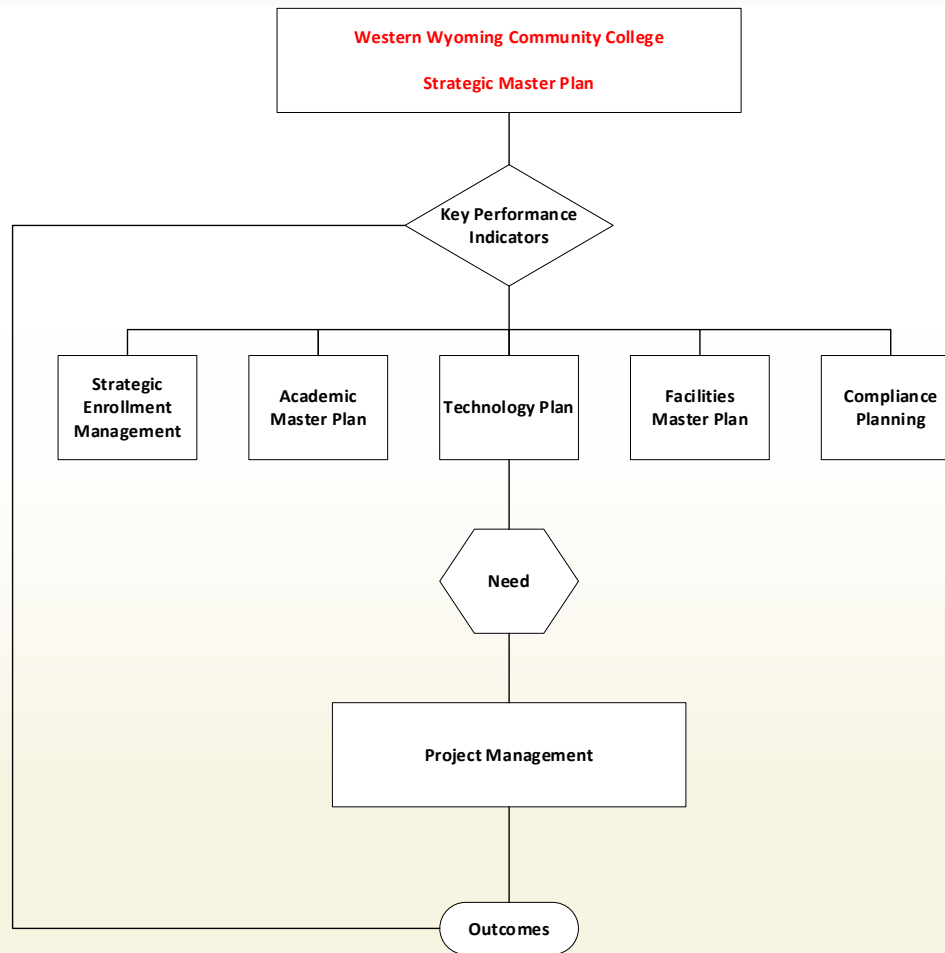 Western Wyoming Community College
Strategic Master Plan
Key Performance
Indicators
Strategic
Enrollment
Management
Academic
Master Plan
Technology Plan
Facilities
Master Plan
Compliance
Planning
Need
Project Management
Outcomes